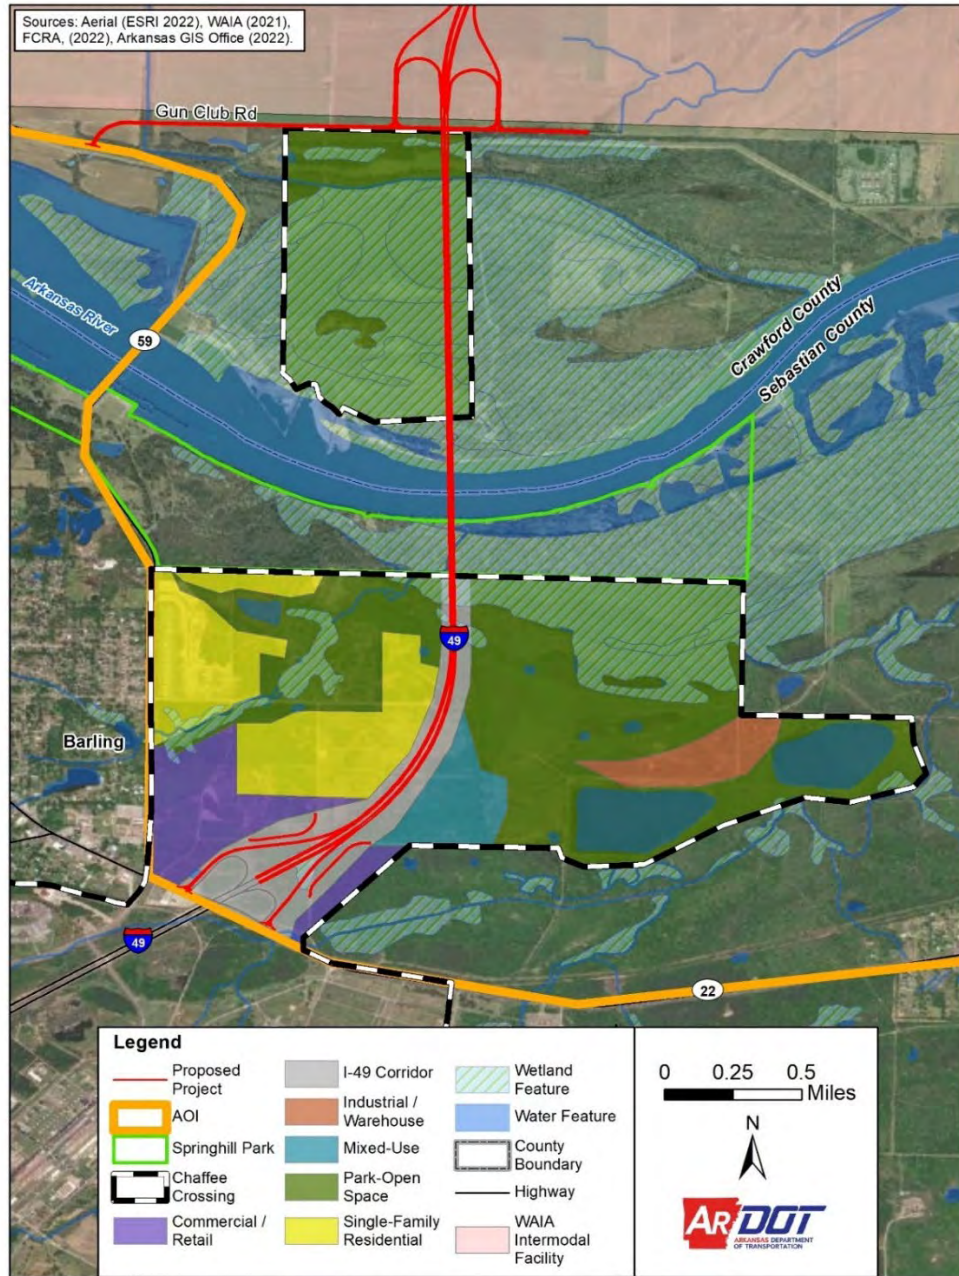 Sources: Aerial (ESRI 2022), WAIA (2021),
FCRA, (2022), Arkansas GIS Office (2022).
Gun Club Rd
Arkansas River
59
Crawford County
Sebastian County
49
Barling
49
22
Legend
Proposed
Project
AOI
Springhill Park
Chaffee
Crossing
Commercial /
Retail
I-49 Corridor
Industrial /
Warehouse
Mixed-Use
Park-Open
Space
Single-Family
Residential
Wetland
Feature
Water Feature
County
Boundary
Highway
WAIA
Intermodal
Facility
0 0.25 0.5
Miles
N
ARDOT
ARKANSAS DEPARTMENT
OF TRANSPORTATION